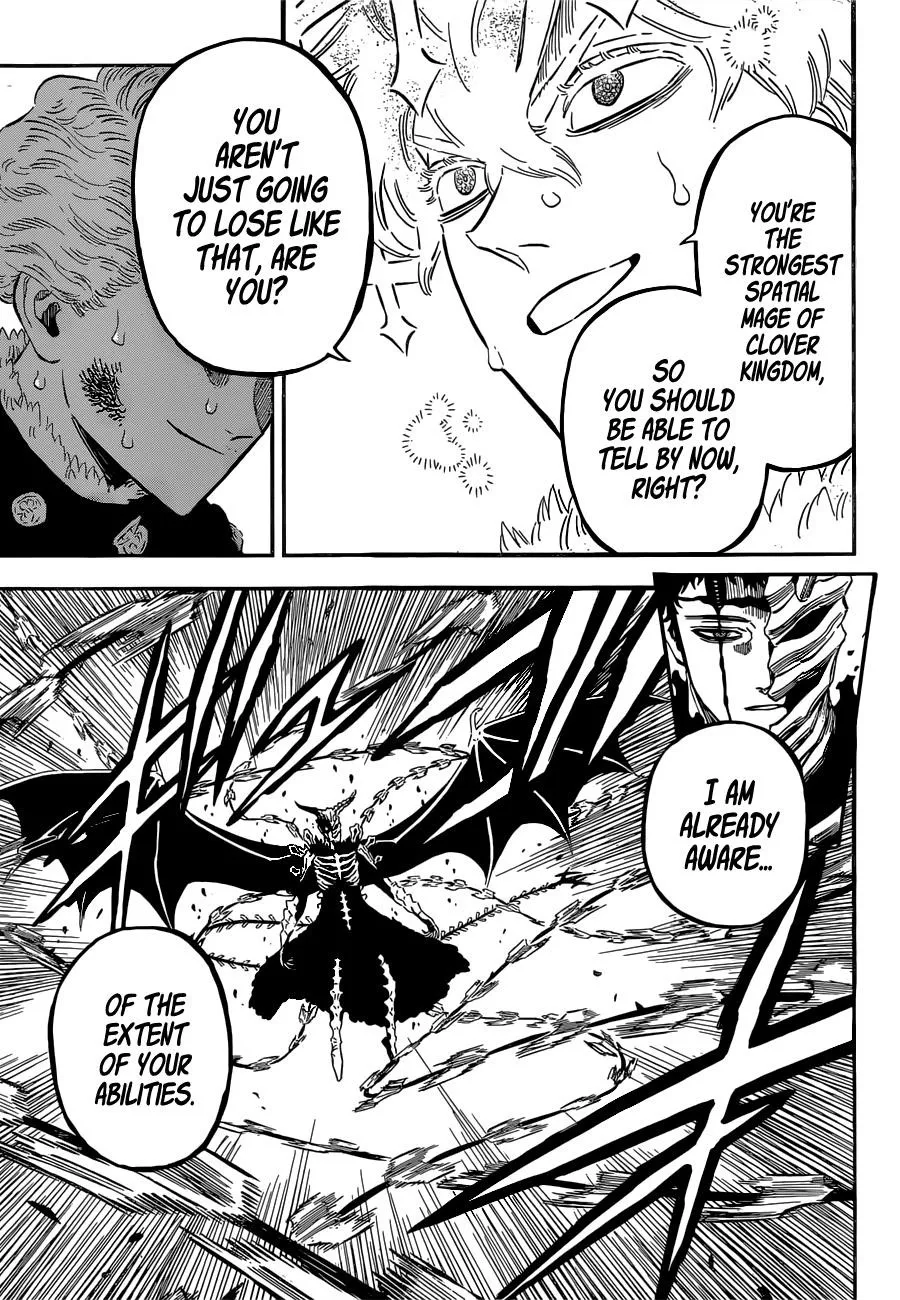 YOU'RE
THE
STRONGEST
SPATIAL
MAGE OF
CLOVER
KINGDOM,
SO
YOU SHOULD
BE ABLE TO
TELL BY NOW,
RIGHT?
YOU
AREN'T
JUST GOING
TO LOSE LIKE
THAT, ARE
YOU?
I AM
ALREADY
AWARE...
OF THE
EXTENT
OF YOUR
ABILITIES.